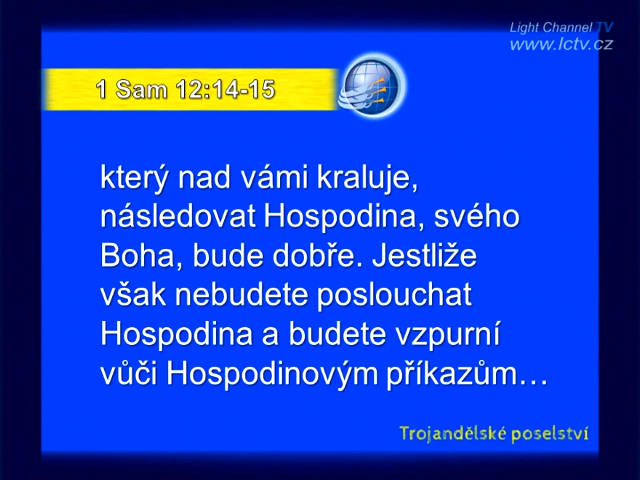 Light Channel TV
www.lctv.cz
1 Sam 12:14-15
který nad vámi kraluje,
následovat Hospodina, svého
Boha, bude dobře. Jestliže
však nebudete poslouchat
Hospodina a budete vzpurní
vůči Hospodinovým příkazům…
Trojandělské poselství